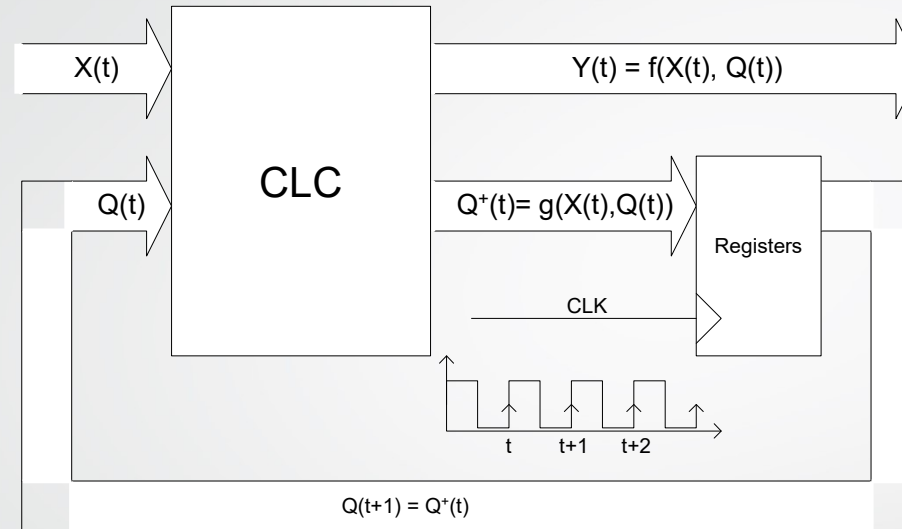 X(t)
Y(t) = f(X(t), Q(t))
CLC
Q(t)
Q⁺(t)= g(X(t),Q(t))
Registers
CLK
t
t+1
t+2
Q(t+1) = Q⁺(t)